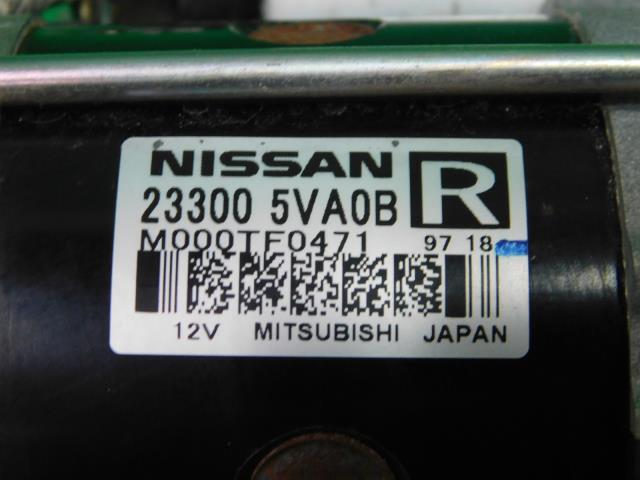 NISSAN R
23300 5VA0B
M000TF0471 97 18
12V MITSUBISHI JAPAN